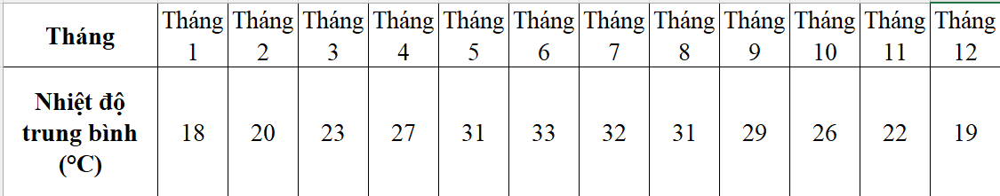 Tháng Tháng 1 Tháng 2 Tháng 3 Tháng 4 Tháng 5 Tháng 6 Tháng 7 Tháng 8 Tháng 9 Tháng 10 Tháng 11 Tháng 12
Nhiệt độ trung bình (°C) 18 20 23 27 31 33 32 31 29 26 22 19